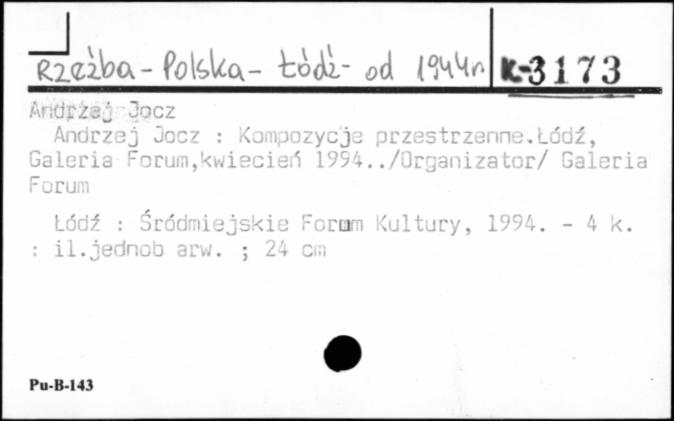 Rzeźba - Polska - Łódź - od 1944r.
K-3173
Andrzej Jocz
Andrzej Jocz : Kompozycje przestrzenne.Łódź,
Galeria Forum,kwiecień 1994../Organizator/ Galeria
Forum
Łódź : Śródmiejskie Forum Kultury, 1994. - 4 k.
: il.jednob arw. ; 24 cm
Pu-B-143